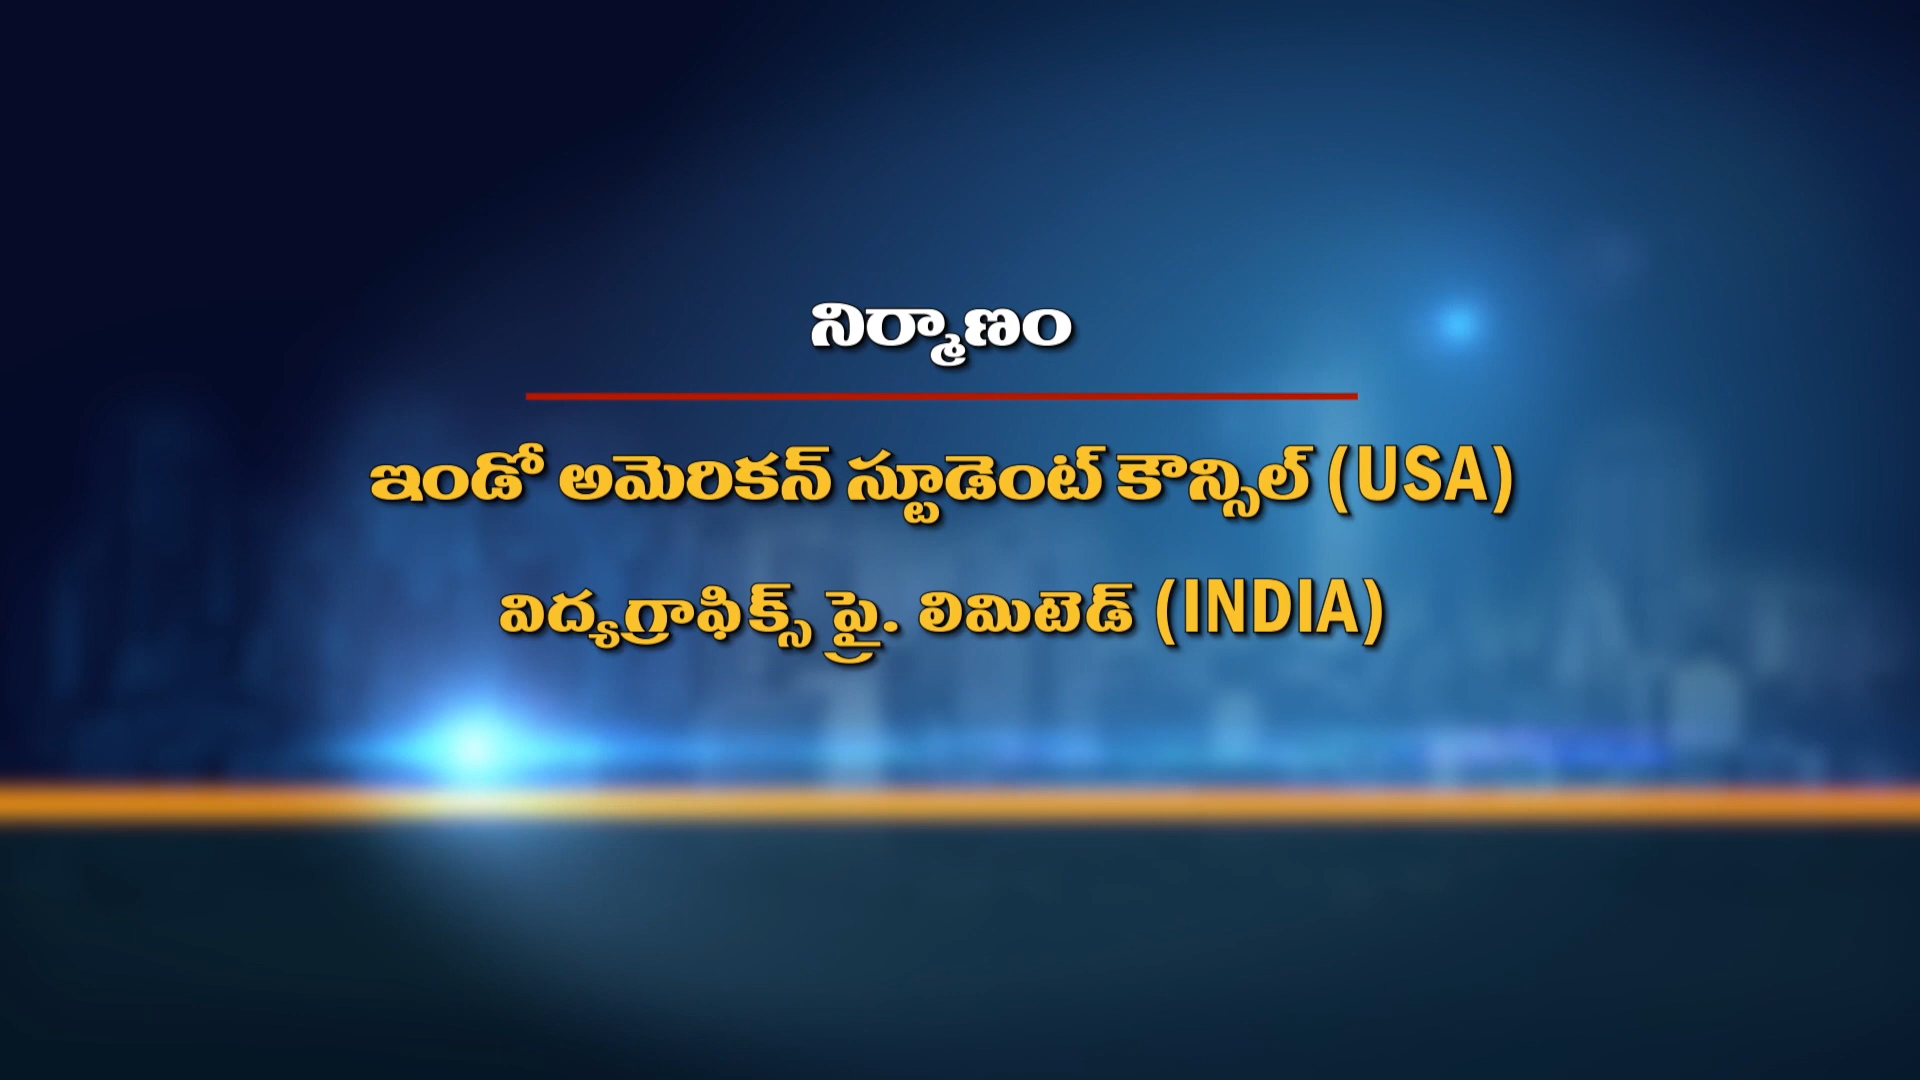 నిర్మాణం
ఇండో అమెరికన్ స్టూడెంట్ కౌన్సిల్ (USA)
విద్యగ్రాఫిక్స్ ప్రై. లిమిటెడ్ (INDIA)